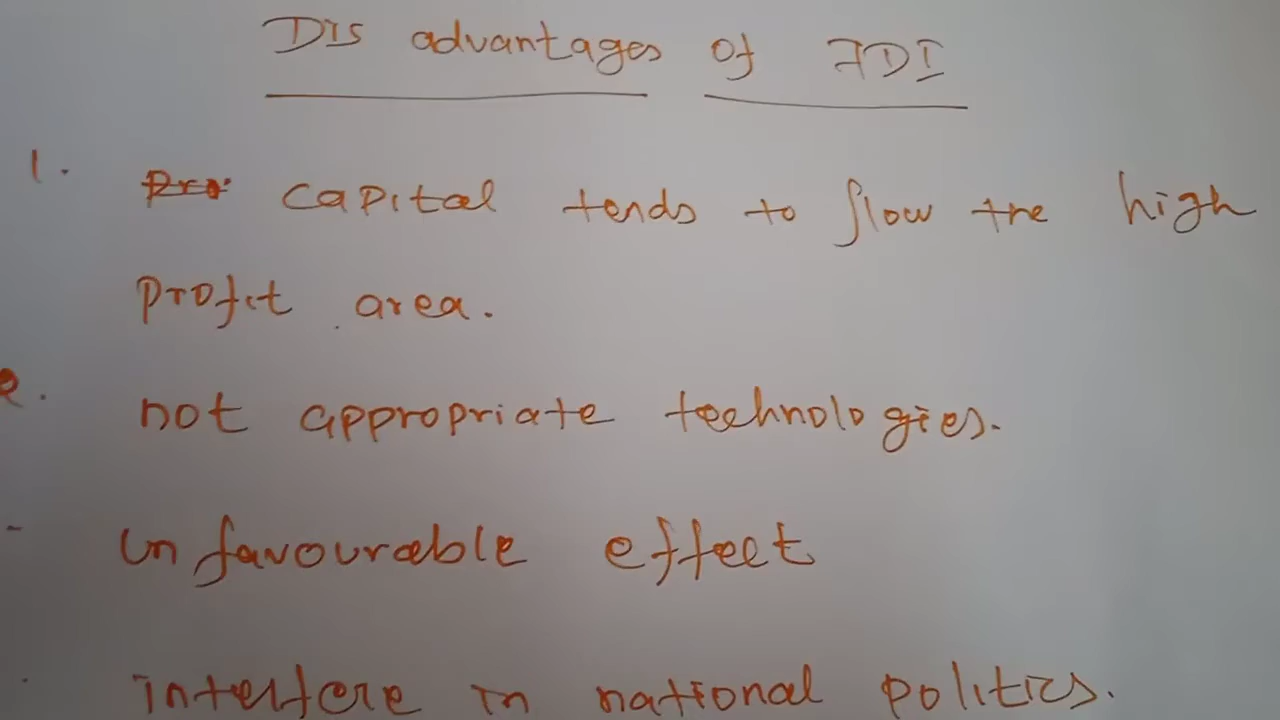 Dis advantages of FDI
1. capital tends to flow the high
profit area.
2. not appropriate technologies.
unfavourable effect
interfere in national politics.